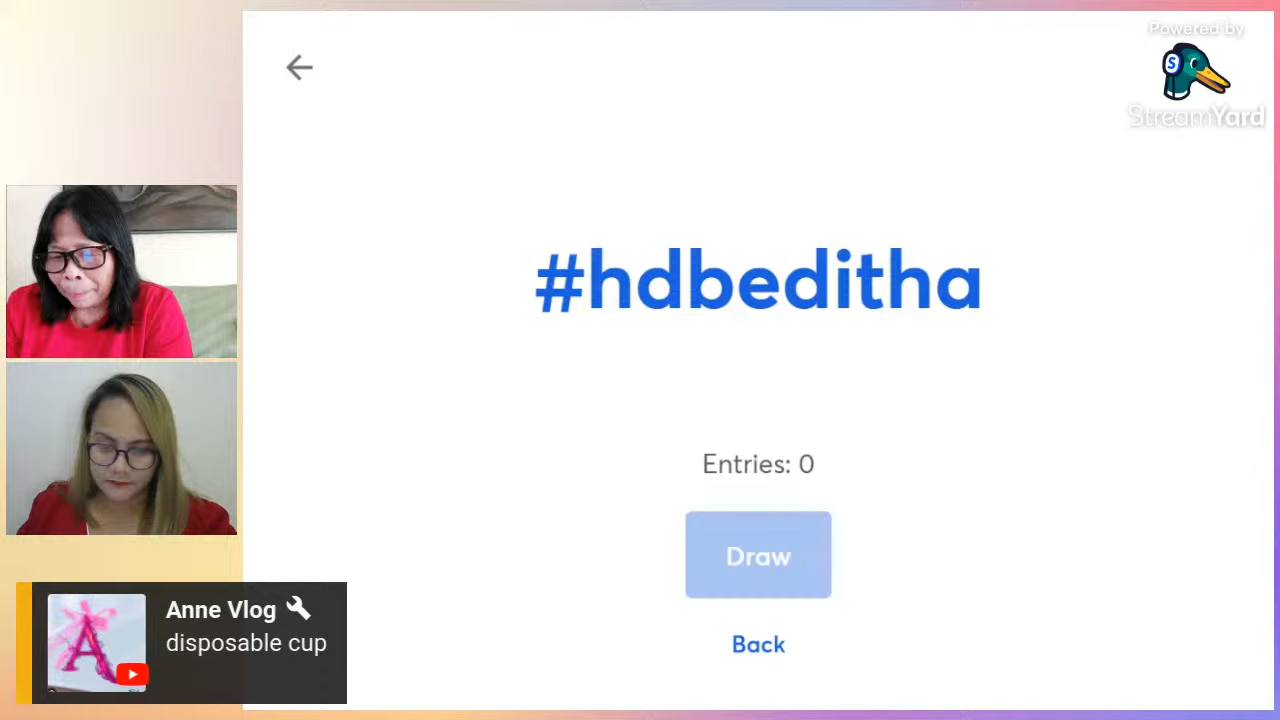 Powered by
S
StreamYard
#hdbeditha
Entries: 0
Draw
Back
A
Anne Vlog
disposable cup